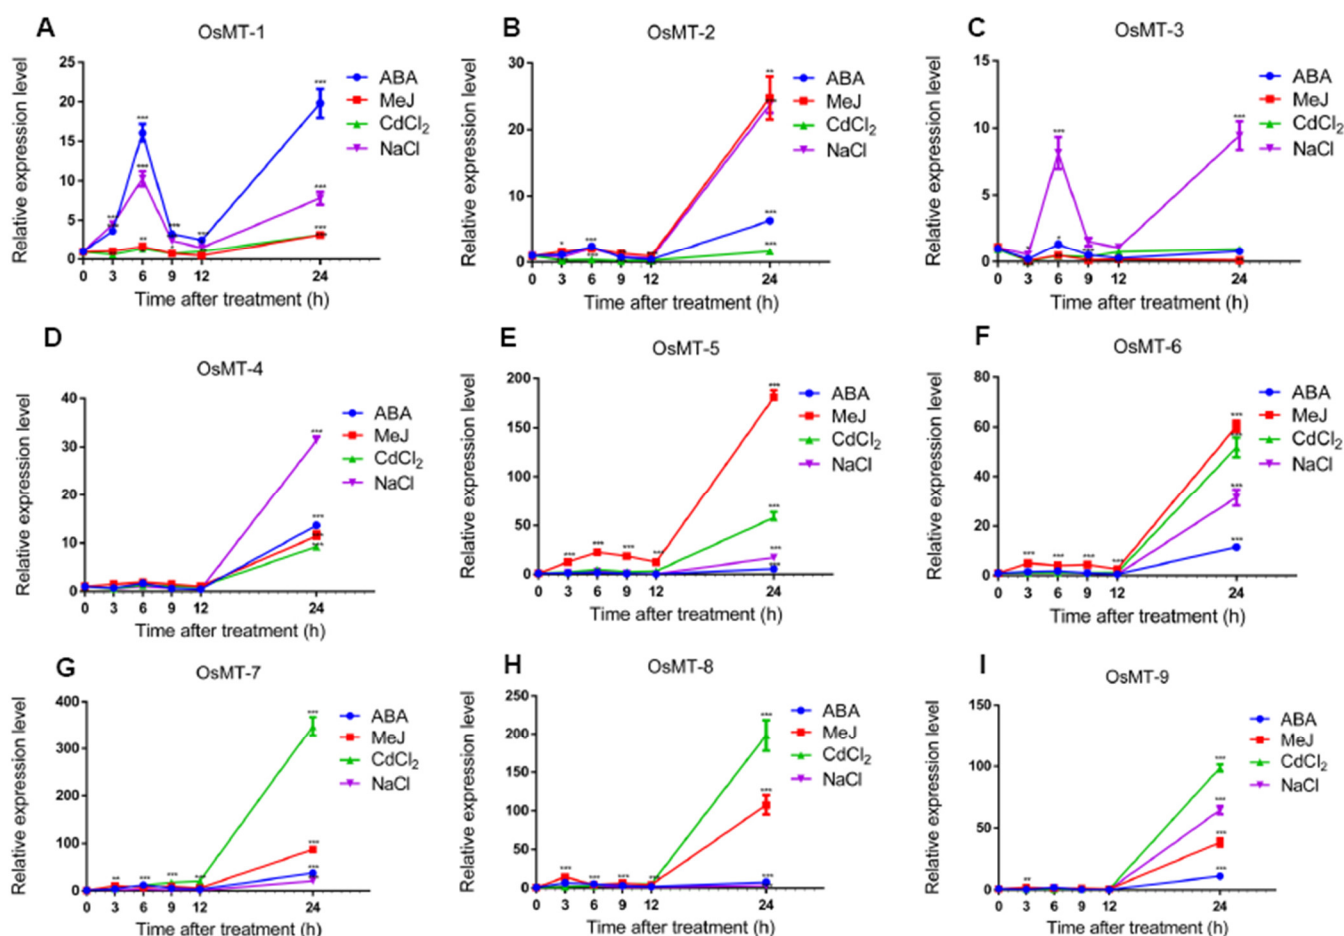 A
OsMT-1
Relative expression level
25
20
15
10
5
0
0 3 6 9 12 24
Time after treatment (h)
ABA
MeJ
CdCl2
NaCl
B
OsMT-2
Relative expression level
30
20
10
0
0 3 6 9 12 24
Time after treatment (h)
ABA
MeJ
CdCl2
NaCl
C
OsMT-3
Relative expression level
15
10
5
0
0 3 6 9 12 24
Time after treatment (h)
ABA
MeJ
CdCl2
NaCl
D
OsMT-4
Relative expression level
40
30
20
10
0
0 3 6 9 12 24
Time after treatment (h)
ABA
MeJ
CdCl2
NaCl
E
OsMT-5
Relative expression level
200
150
100
50
0
0 3 6 9 12 24
Time after treatment (h)
ABA
MeJ
CdCl2
NaCl
F
OsMT-6
Relative expression level
80
60
40
20
0
0 3 6 9 12 24
Time after treatment (h)
ABA
MeJ
CdCl2
NaCl
G
OsMT-7
Relative expression level
400
300
200
100
0
0 3 6 9 12 24
Time after treatment (h)
ABA
MeJ
CdCl2
NaCl
H
OsMT-8
Relative expression level
250
200
150
100
50
0
0 3 6 9 12 24
Time after treatment (h)
ABA
MeJ
CdCl2
NaCl
I
OsMT-9
Relative expression level
150
100
50
0
0 3 6 9 12 24
Time after treatment (h)
ABA
MeJ
CdCl2
NaCl